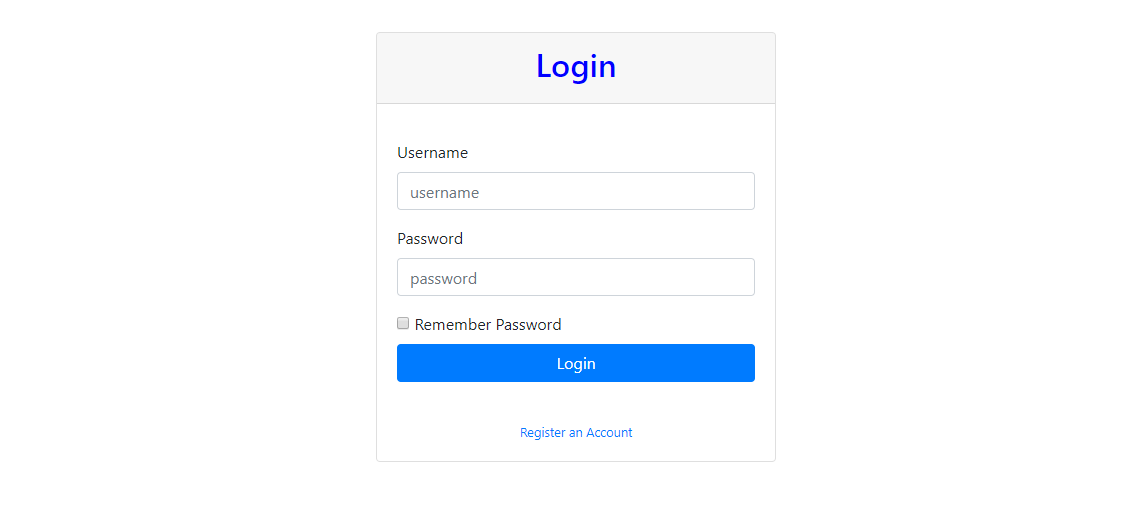 Login
Username
username
Password
password
Remember Password
Login
Register an Account